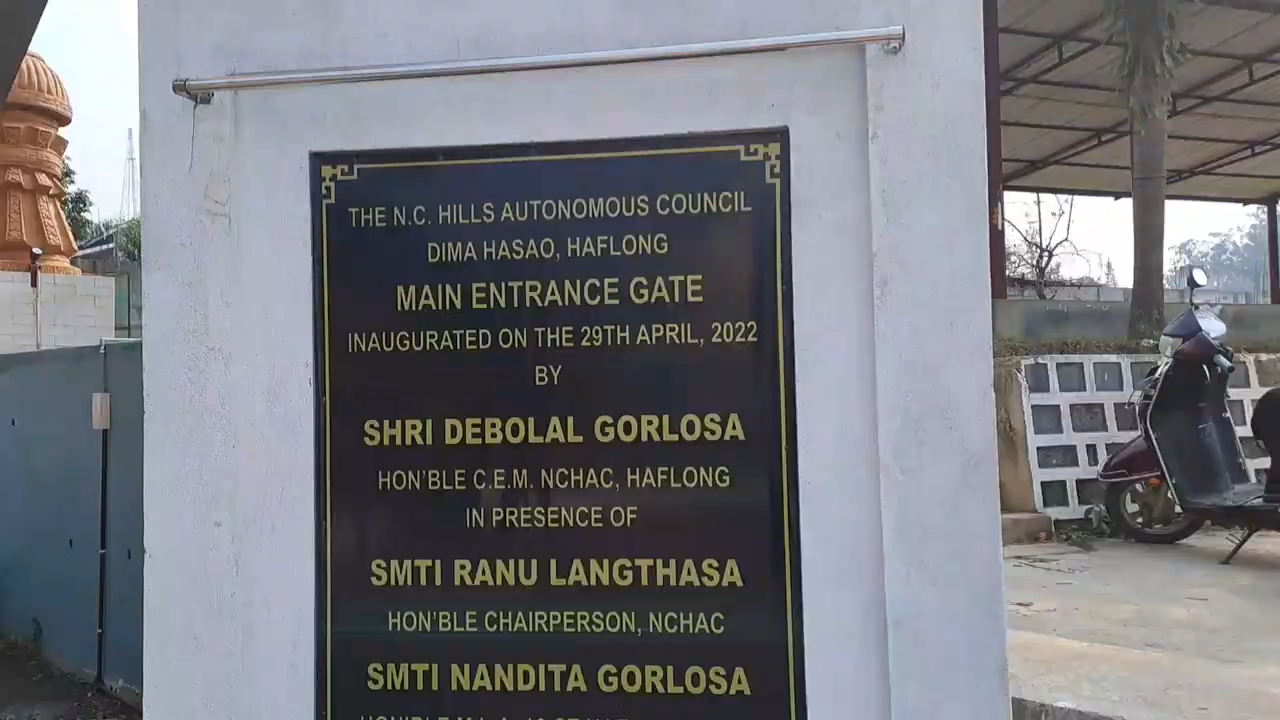 THE N.C. HILLS AUTONOMOUS COUNCIL
DIMA HASAO, HAFLONG
MAIN ENTRANCE GATE
INAUGURATED ON THE 29TH APRIL, 2022
BY
SHRI DEBOLAL GORLOSA
HON'BLE C.E.M. NCHAC, HAFLONG
IN PRESENCE OF
SMTI RANU LANGTHASA
HON'BLE CHAIRPERSON, NCHAC
SMTI NANDITA GORLOSA